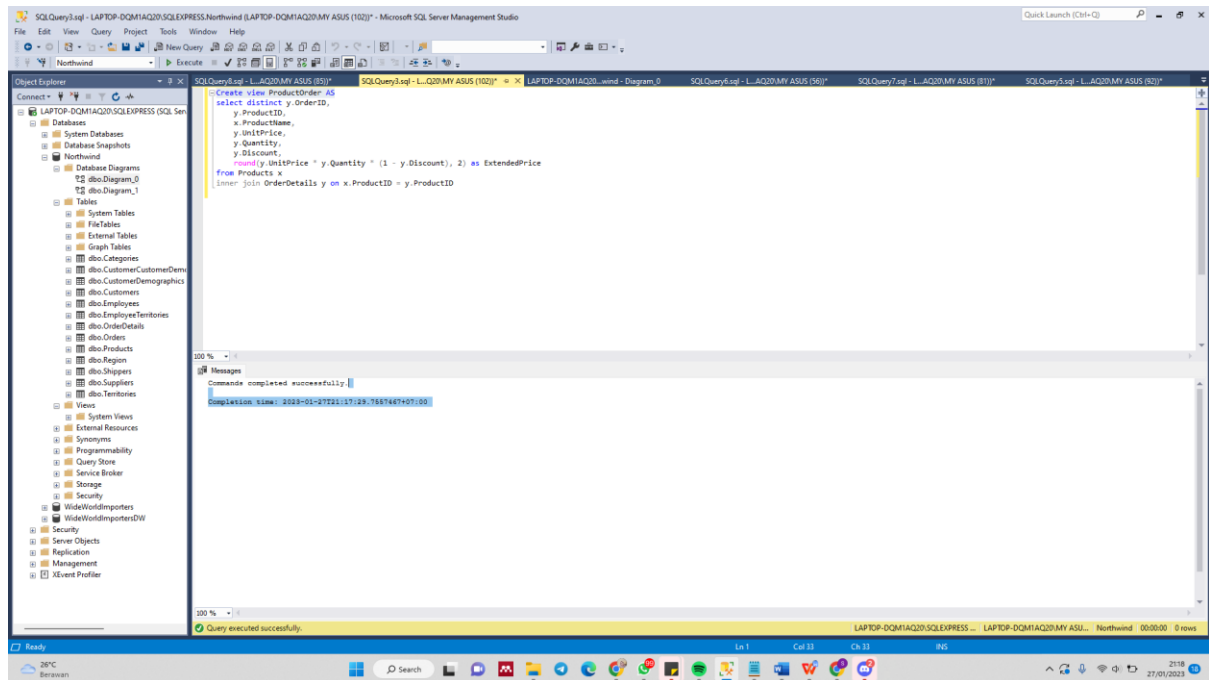 SQLQuery3.sql - LAPTOP-DQM1AQ20\SQLEXPRESS.Northwind (LAPTOP-DQM1AQ20\MY ASUS (102))* - Microsoft SQL Server Management Studio
Quick Launch (Ctrl+Q)
File Edit View Query Project Tools Window Help
New Query
Northwind
Execute
Object Explorer
SQLQuery8.sql - L...AQ20\MY ASUS (85))*
SQLQuery3.sql - L...Q20\MY ASUS (102))*
LAPTOP-DQM1AQ20...wind - Diagram_0
SQLQuery6.sql - L...AQ20\MY ASUS (56))*
SQLQuery7.sql - L...AQ20\MY ASUS (81))*
SQLQuery5.sql - L...AQ20\MY ASUS (92))*
Connect
LAPTOP-DQM1AQ20\SQLEXPRESS (SQL Ser
Databases
System Databases
Database Snapshots
Northwind
Database Diagrams
dbo.Diagram_0
dbo.Diagram_1
Tables
System Tables
FileTables
External Tables
Graph Tables
dbo.Categories
dbo.CustomerCustomerDem
dbo.CustomerDemographics
dbo.Customers
dbo.Employees
dbo.EmployeeTerritories
dbo.OrderDetails
dbo.Orders
dbo.Products
dbo.Region
dbo.Shippers
dbo.Suppliers
dbo.Territories
Views
System Views
External Resources
Synonyms
Programmability
Query Store
Service Broker
Storage
Security
WideWorldImporters
WideWorldImportersDW
Security
Server Objects
Replication
Management
XEvent Profiler
Create view ProductOrder AS
select distinct y.OrderID,
y.ProductID,
x.ProductName,
y.UnitPrice,
y.Quantity,
y.Discount,
round(y.UnitPrice * y.Quantity * (1 - y.Discount), 2) as ExtendedPrice
from Products x
inner join OrderDetails y on x.ProductID = y.ProductID
100 %
Messages
Commands completed successfully.
Completion time: 2023-01-27T21:17:29.7557467+07:00
100 %
Query executed successfully.
LAPTOP-DQM1AQ20\SQLEXPRESS ... LAPTOP-DQM1AQ20\MY ASU... Northwind 00:00:00 0 rows
Ready
Ln 1 Col 33 Ch 33 INS
26°C
Berawan
Search
21:18
27/01/2023